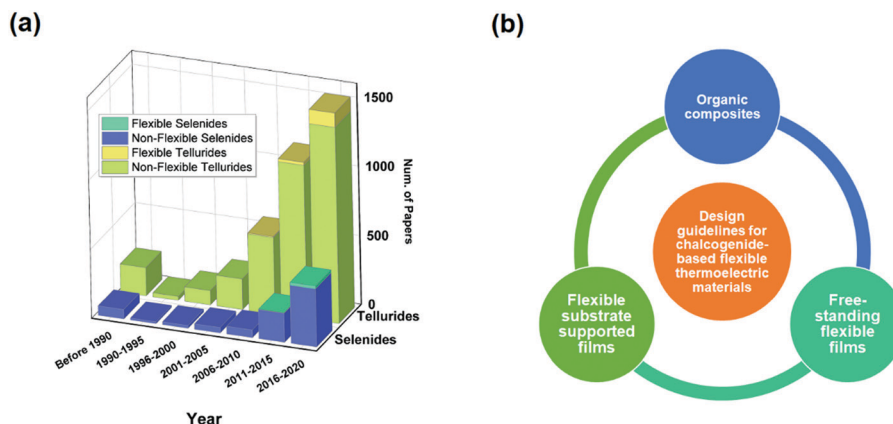 (a)
Flexible Selenides
Non-Flexible Selenides
Flexible Tellurides
Non-Flexible Tellurides
1500
1000
500
0
Num. of Papers
Tellurides
Selenides
Before 1990
1990-1995
1996-2000
2001-2005
2006-2010
2011-2015
2016-2020
Year
(b)
Organic
composites
Design
guidelines for
chalcogenide-
based flexible
thermoelectric
materials
Flexible
substrate
supported
films
Free-
standing
flexible
films